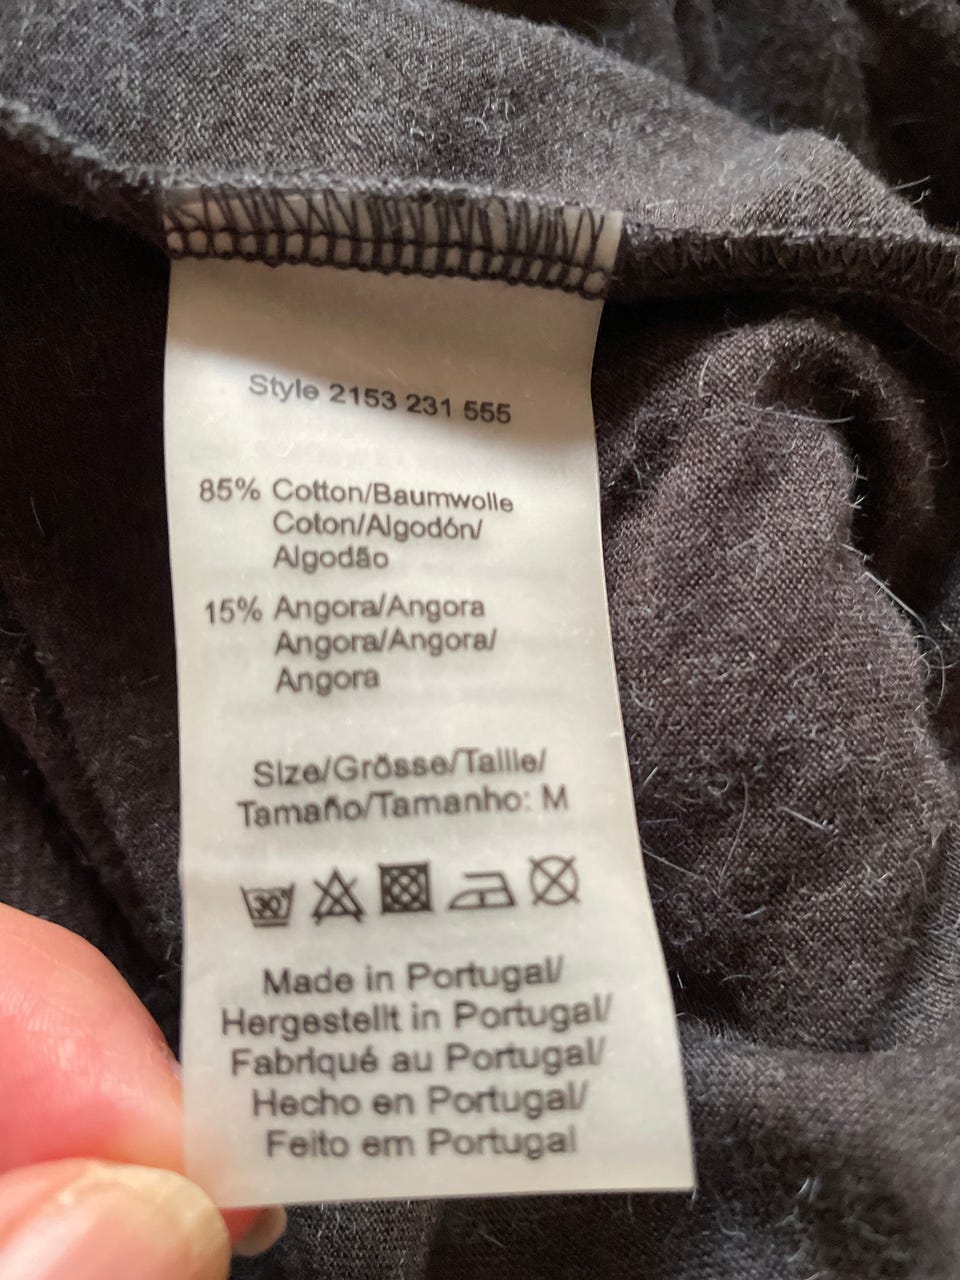 Style 2153 231 555
85% Cotton/Baumwolle
Coton/Algodón/
Algodão
15% Angora/Angora
Angora/Angora/
Angora
Size/Grösse/Taille/
Tamaño/Tamanho: M
30°
Made in Portugal/
Hergestellt in Portugal/
Fabriqué au Portugal/
Hecho en Portugal/
Feito em Portugal